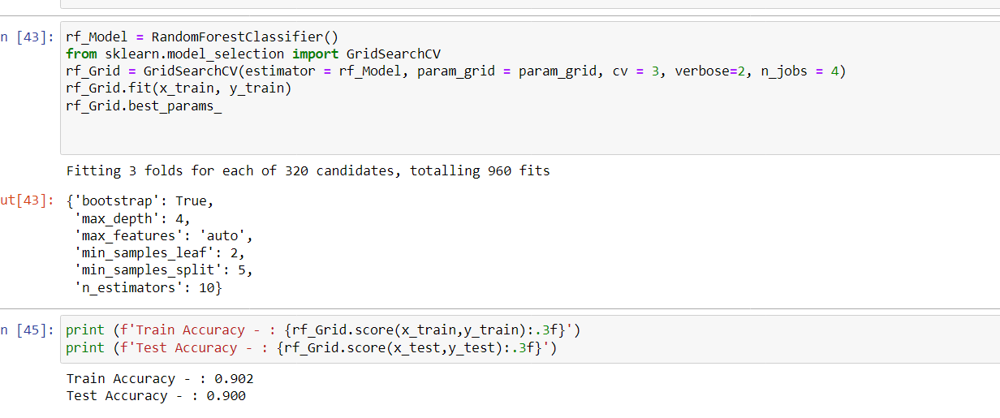 n [43]: rf_Model = RandomForestClassifier()
from sklearn.model_selection import GridSearchCV
rf_Grid = GridSearchCV(estimator = rf_Model, param_grid = param_grid, cv = 3, verbose=2, n_jobs = 4)
rf_Grid.fit(x_train, y_train)
rf_Grid.best_params_
Fitting 3 folds for each of 320 candidates, totalling 960 fits
ut[43]: {'bootstrap': True,
'max_depth': 4,
'max_features': 'auto',
'min_samples_leaf': 2,
'min_samples_split': 5,
'n_estimators': 10}
n [45]: print (f'Train Accuracy - : {rf_Grid.score(x_train,y_train):.3f}')
print (f'Test Accuracy - : {rf_Grid.score(x_test,y_test):.3f}')
Train Accuracy - : 0.902
Test Accuracy - : 0.900